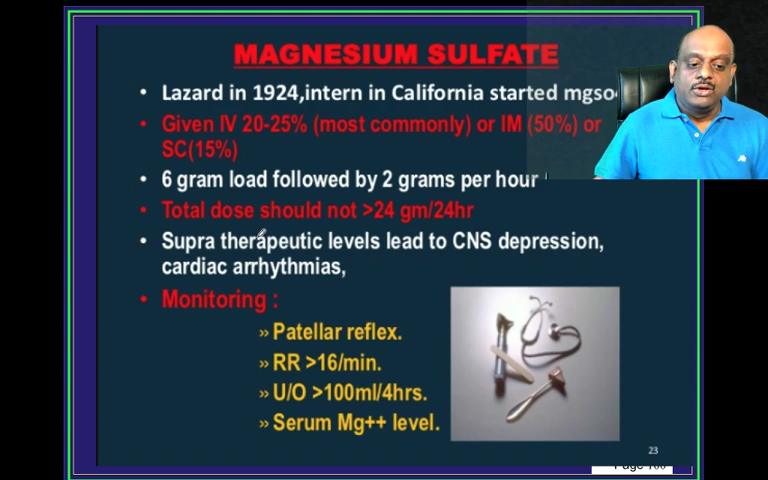 MAGNESIUM SULFATE
• Lazard in 1924,intern in California started mgso
• Given IV 20-25% (most commonly) or IM (50%) or
SC(15%)
• 6 gram load followed by 2 grams per hour
• Total dose should not >24 gm/24hr
• Supra therapeutic levels lead to CNS depression,
cardiac arrhythmias,
• Monitoring :
» Patellar reflex.
» RR >16/min.
» U/O >100ml/4hrs.
» Serum Mg++ level.
23
Page